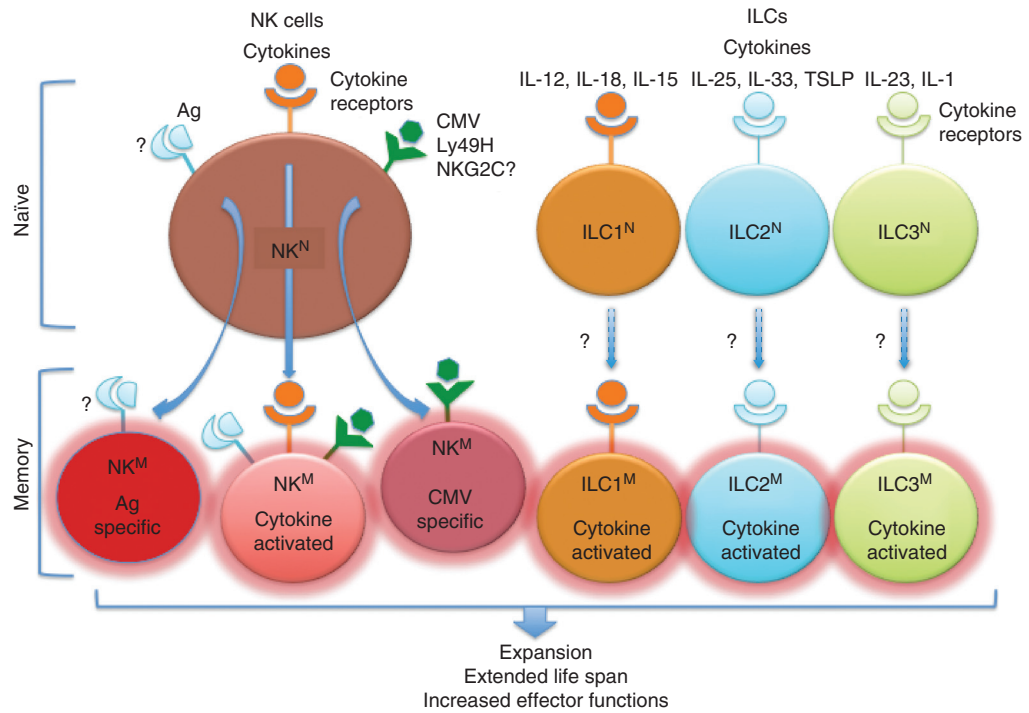 NK cells
Cytokines
Cytokine
receptors
Ag
?
CMV
Ly49H
NKG2C?
Naïve
NKᴺ
ILCs
Cytokines
IL-12, IL-18, IL-15
IL-25, IL-33, TSLP
IL-23, IL-1
Cytokine
receptors
ILC1ᴺ
ILC2ᴺ
ILC3ᴺ
?
?
?
Memory
?
NKᴹ
Ag
specific
NKᴹ
Cytokine
activated
NKᴹ
CMV
specific
ILC1ᴹ
Cytokine
activated
ILC2ᴹ
Cytokine
activated
ILC3ᴹ
Cytokine
activated
Expansion
Extended life span
Increased effector functions